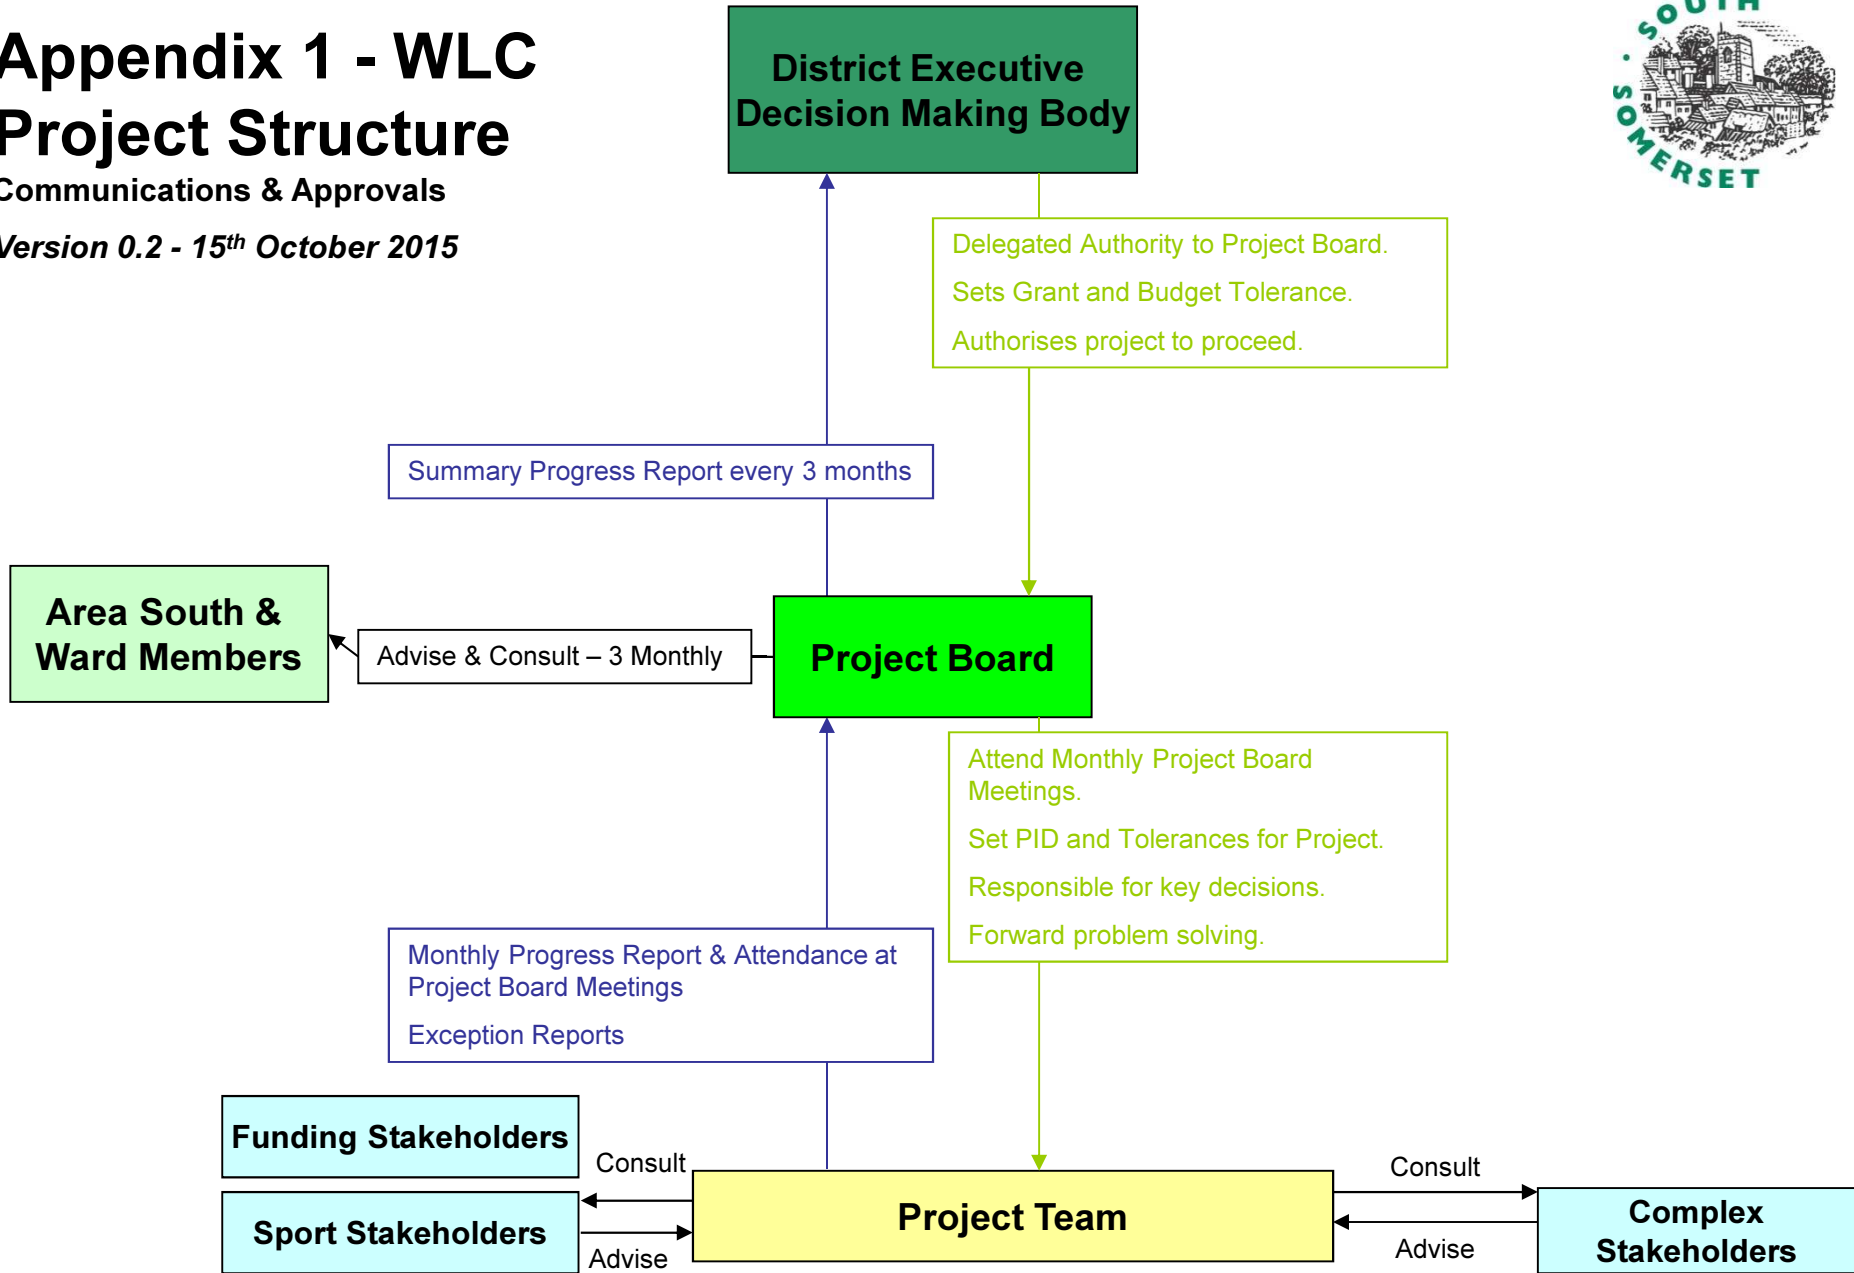 Appendix 1 - WLC
Project Structure
Communications & Approvals
Version 0.2 - 15th October 2015
District Executive
Decision Making Body
SOUTH
SOMERSET
Delegated Authority to Project Board.
Sets Grant and Budget Tolerance.
Authorises project to proceed.
Summary Progress Report every 3 months
Area South &
Ward Members
Advise & Consult – 3 Monthly
Project Board
Attend Monthly Project Board
Meetings.
Set PID and Tolerances for Project.
Responsible for key decisions.
Forward problem solving.
Monthly Progress Report & Attendance at
Project Board Meetings
Exception Reports
Funding Stakeholders
Sport Stakeholders
Consult
Advise
Project Team
Consult
Advise
Complex
Stakeholders